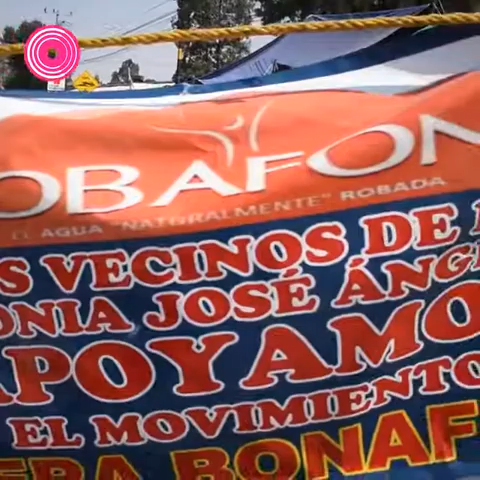 OBAFON
EL AGUA "NATURALMENTE" ROBADA
S VECINOS DE
ONIA JOSÉ ÁNG
APOYAMO
EL MOVIMIENTO
ERA BONAF